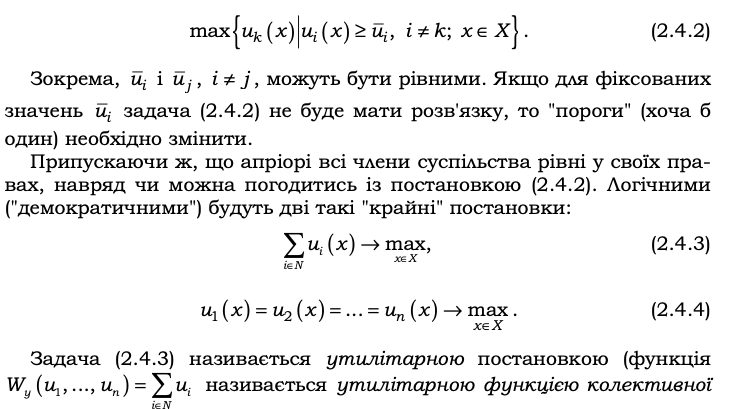 max{u_k(x)|u_i(x) ≥ ū_i, i ≠ k; x ∈ X}. (2.4.2)
Зокрема, ū_i і ū_j, i ≠ j, можуть бути рівними. Якщо для фіксованих
значень ū_i задача (2.4.2) не буде мати розв'язку, то "пороги" (хоча б
один) необхідно змінити.
Припускаючи ж, що апріорі всі члени суспільства рівні у своїх пра-
вах, навряд чи можна погодитись із постановкою (2.4.2). Логічними
("демократичними") будуть дві такі "крайні" постановки:
∑_{i∈N} u_i(x) → max_{x∈X}, (2.4.3)
u_1(x) = u_2(x) = ... = u_n(x) → max_{x∈X}. (2.4.4)
Задача (2.4.3) називається утилітарною постановкою (функція
W_y(u_1,..., u_n) = ∑_{i∈N} u_i називається утилітарною функцією колективної